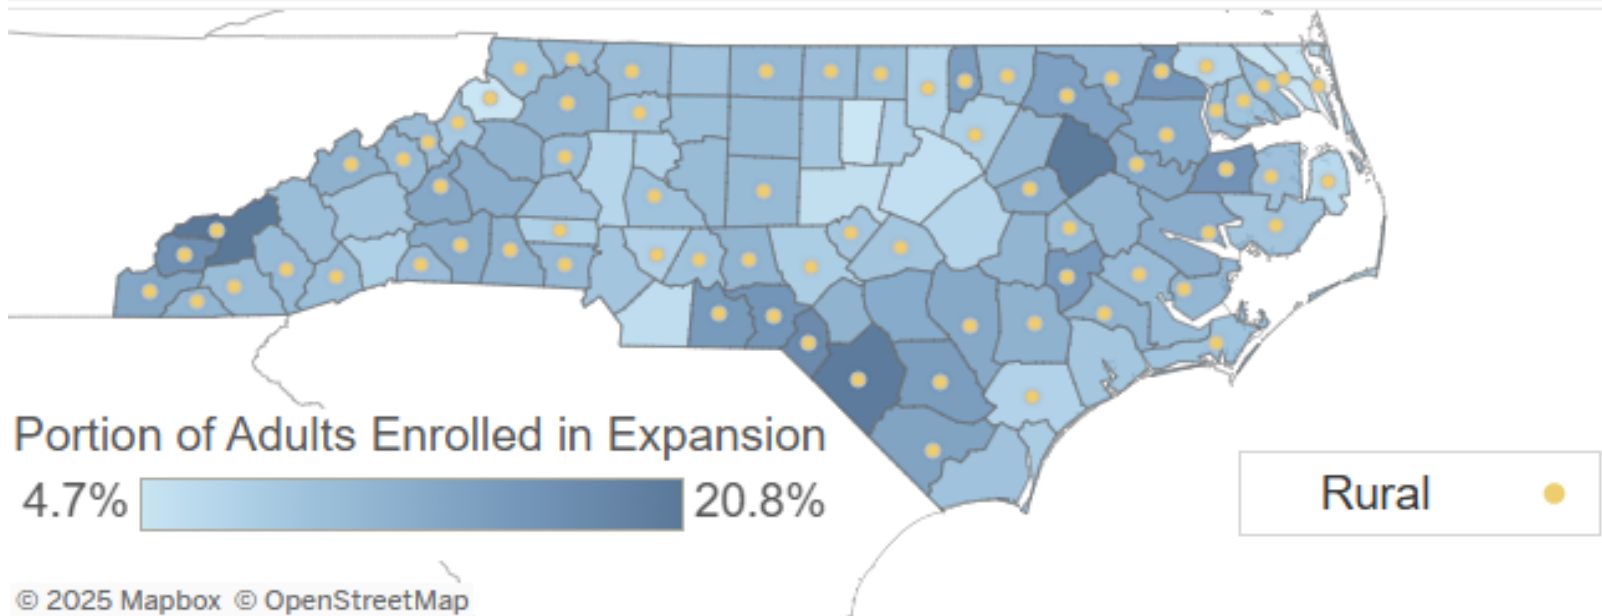 Portion of Adults Enrolled in Expansion
4.7% 20.8%
Rural
© 2025 Mapbox © OpenStreetMap